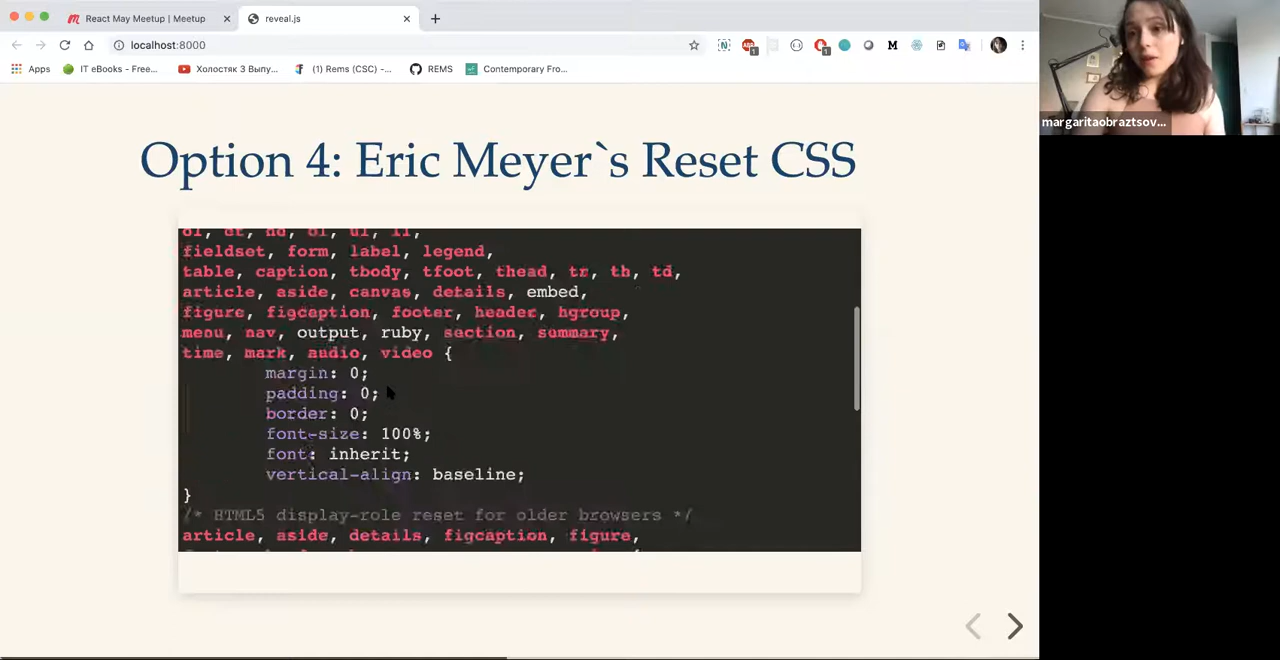 React May Meetup | Meetup
reveal.js
localhost:8000
Apps
IT eBooks - Free...
Холостяк 3 Выпу...
(1) Rems (CSC) -...
REMS
Contemporary Fro...
margaritaobraztsov...
Option 4: Eric Meyer`s Reset CSS
fieldset, form, label, legend,
table, caption, tbody, tfoot, thead, tr, th, td,
article, aside, canvas, details, embed,
figure, figcaption, footer, header, hgroup,
menu, nav, output, ruby, section, summary,
time, mark, audio, video {
margin: 0;
padding: 0;
border: 0;
font-size: 100%;
font: inherit;
vertical-align: baseline;
}
/* HTML5 display-role reset for older browsers */
article, aside, details, figcaption, figure,